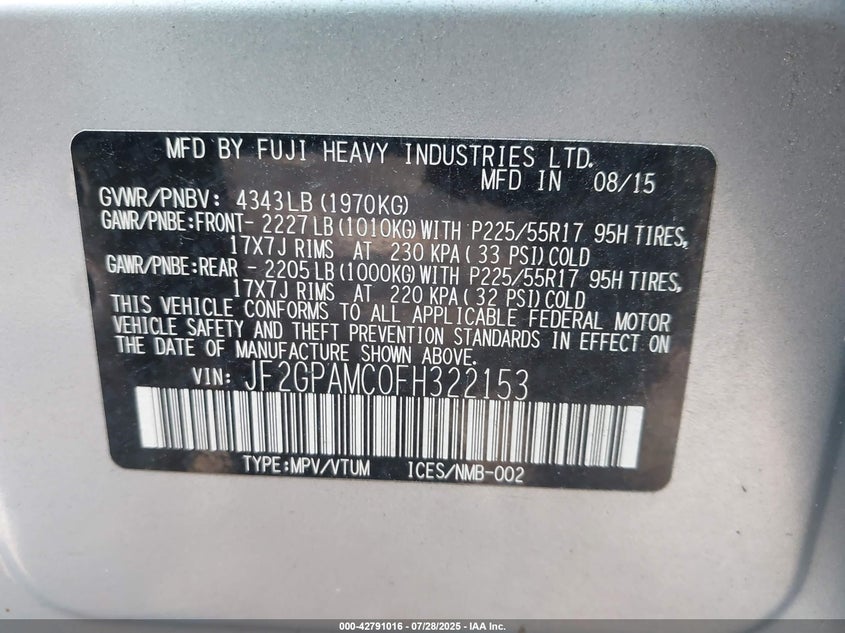 MFD BY FUJI HEAVY INDUSTRIES LTD.
MFD IN 08/15
GVWR/PNBV: 4343LB (1970KG)
GAWR/PNBE:FRONT- 2227LB (1010KG) WITH P225/55R17 95H TIRES,
17X7J RIMS AT 230 KPA (33 PSI) COLD
GAWR/PNBE:REAR - 2205LB (1000KG) WITH P225/55R17 95H TIRES,
17X7J RIMS AT 220 KPA (32 PSI) COLD
THIS VEHICLE CONFORMS TO ALL APPLICABLE FEDERAL MOTOR
VEHICLE SAFETY AND THEFT PREVENTION STANDARDS IN EFFECT ON
THE DATE OF MANUFACTURE SHOWN ABOVE.
VIN: JF2GPAMC0FH322153
TYPE:MPV/VTUM ICES/NMB-002
000-42791016 / 07/28/2025 - IAA Inc.